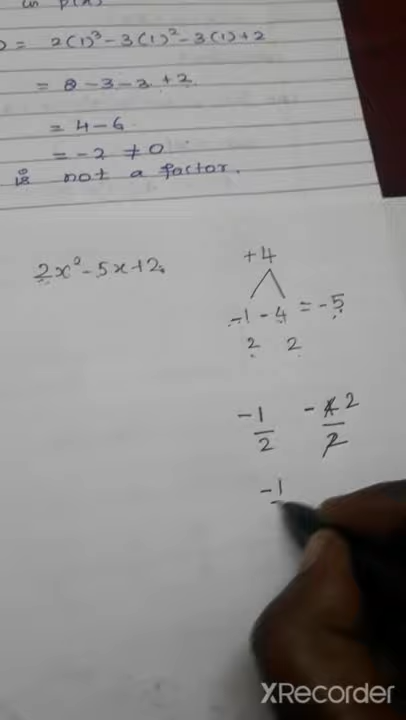 in p(x)
= 2(1)³-3(1)²-3(1)+2
= 8-3-3+2
= 4-6
= -2 ≠0
is not a factor.
+4
2x²-5x+2
-1 -4 = -5
2 2
-1/2 -4/2 2
-1
XRecorder